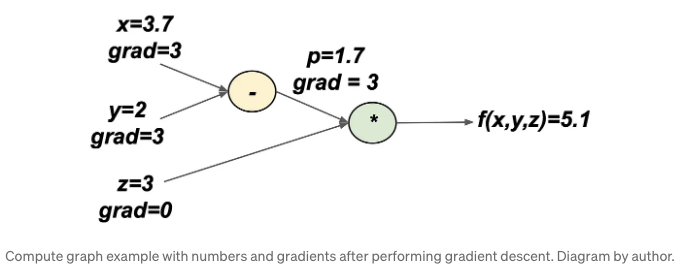 x=3.7
grad=3
p=1.7
grad = 3
-
y=2
grad=3
*
f(x,y,z)=5.1
z=3
grad=0
Compute graph example with numbers and gradients after performing gradient descent. Diagram by author.